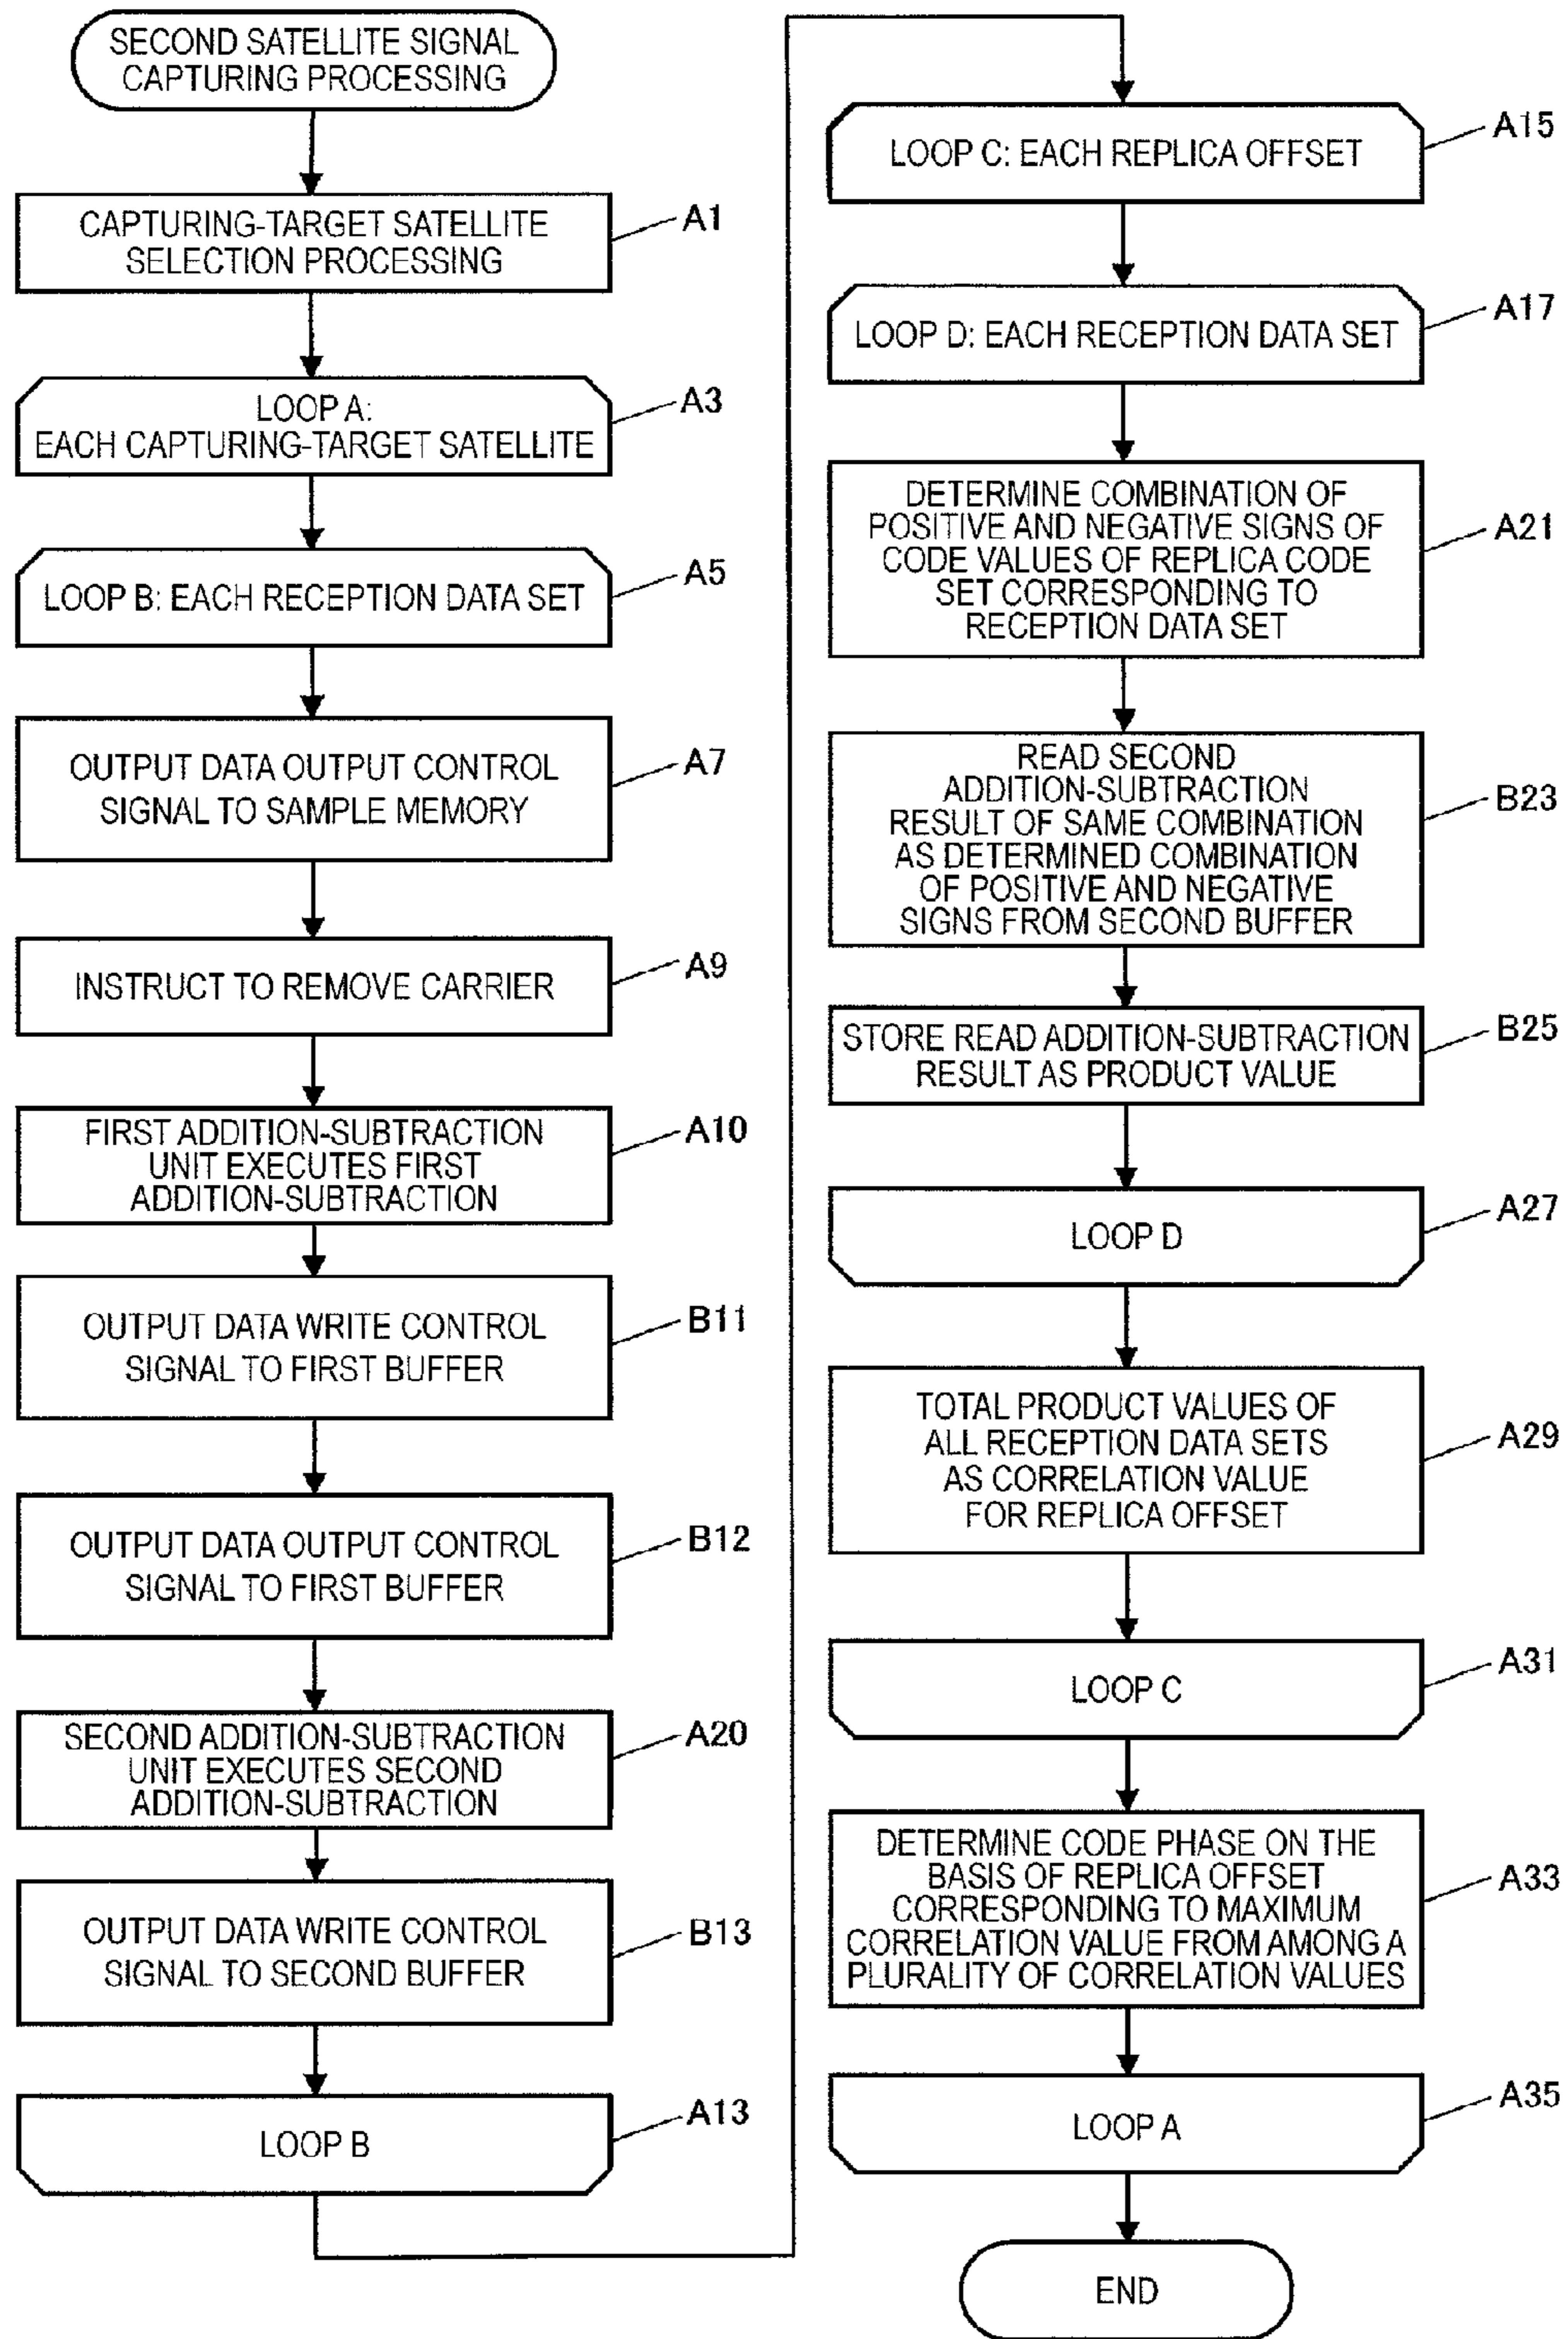 SECOND SATELLITE SIGNAL
CAPTURING PROCESSING
CAPTURING-TARGET SATELLITE
SELECTION PROCESSING
A1
LOOP A:
EACH CAPTURING-TARGET SATELLITE
A3
LOOP B: EACH RECEPTION DATA SET
A5
OUTPUT DATA OUTPUT CONTROL
SIGNAL TO SAMPLE MEMORY
A7
INSTRUCT TO REMOVE CARRIER
A9
FIRST ADDITION-SUBTRACTION
UNIT EXECUTES FIRST
ADDITION-SUBTRACTION
A10
OUTPUT DATA WRITE CONTROL
SIGNAL TO FIRST BUFFER
B11
OUTPUT DATA OUTPUT CONTROL
SIGNAL TO FIRST BUFFER
B12
SECOND ADDITION-SUBTRACTION
UNIT EXECUTES SECOND
ADDITION-SUBTRACTION
A20
OUTPUT DATA WRITE CONTROL
SIGNAL TO SECOND BUFFER
B13
LOOP B
A13
LOOP C: EACH REPLICA OFFSET
A15
LOOP D: EACH RECEPTION DATA SET
A17
DETERMINE COMBINATION OF
POSITIVE AND NEGATIVE SIGNS OF
CODE VALUES OF REPLICA CODE
SET CORRESPONDING TO
RECEPTION DATA SET
A21
READ SECOND
ADDITION-SUBTRACTION
RESULT OF SAME COMBINATION
AS DETERMINED COMBINATION
OF POSITIVE AND NEGATIVE
SIGNS FROM SECOND BUFFER
B23
STORE READ ADDITION-SUBTRACTION
RESULT AS PRODUCT VALUE
B25
LOOP D
A27
TOTAL PRODUCT VALUES OF
ALL RECEPTION DATA SETS
AS CORRELATION VALUE
FOR REPLICA OFFSET
A29
LOOP C
A31
DETERMINE CODE PHASE ON THE
BASIS OF REPLICA OFFSET
CORRESPONDING TO MAXIMUM
CORRELATION VALUE FROM AMONG A
PLURALITY OF CORRELATION VALUES
A33
LOOP A
A35
END